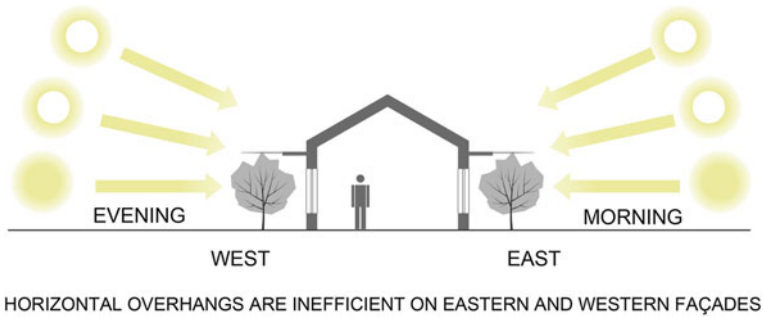 EVENING MORNING
WEST EAST
HORIZONTAL OVERHANGS ARE INEFFICIENT ON EASTERN AND WESTERN FAÇADES